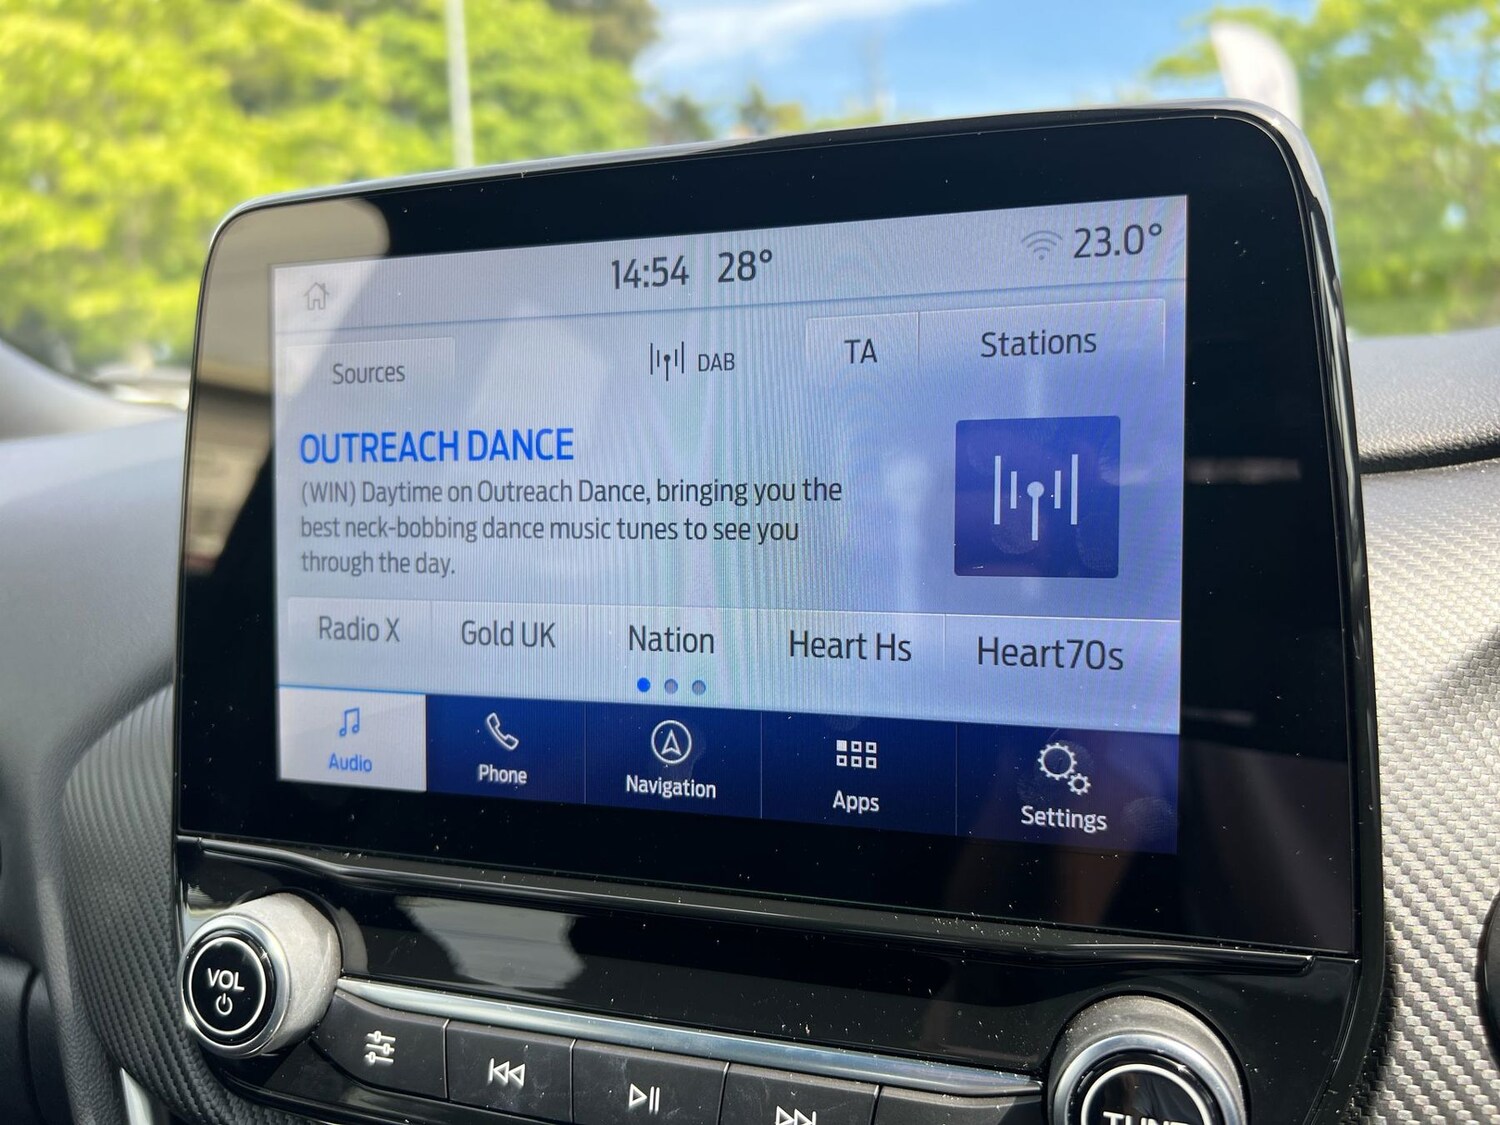 14:54 28° 23.0°
Sources DAB TA Stations
OUTREACH DANCE
(WIN) Daytime on Outreach Dance, bringing you the
best neck-bobbing dance music tunes to see you
through the day.
Radio X Gold UK Nation Heart Hs Heart70s
Audio Phone Navigation Apps Settings
VOL
TUNE